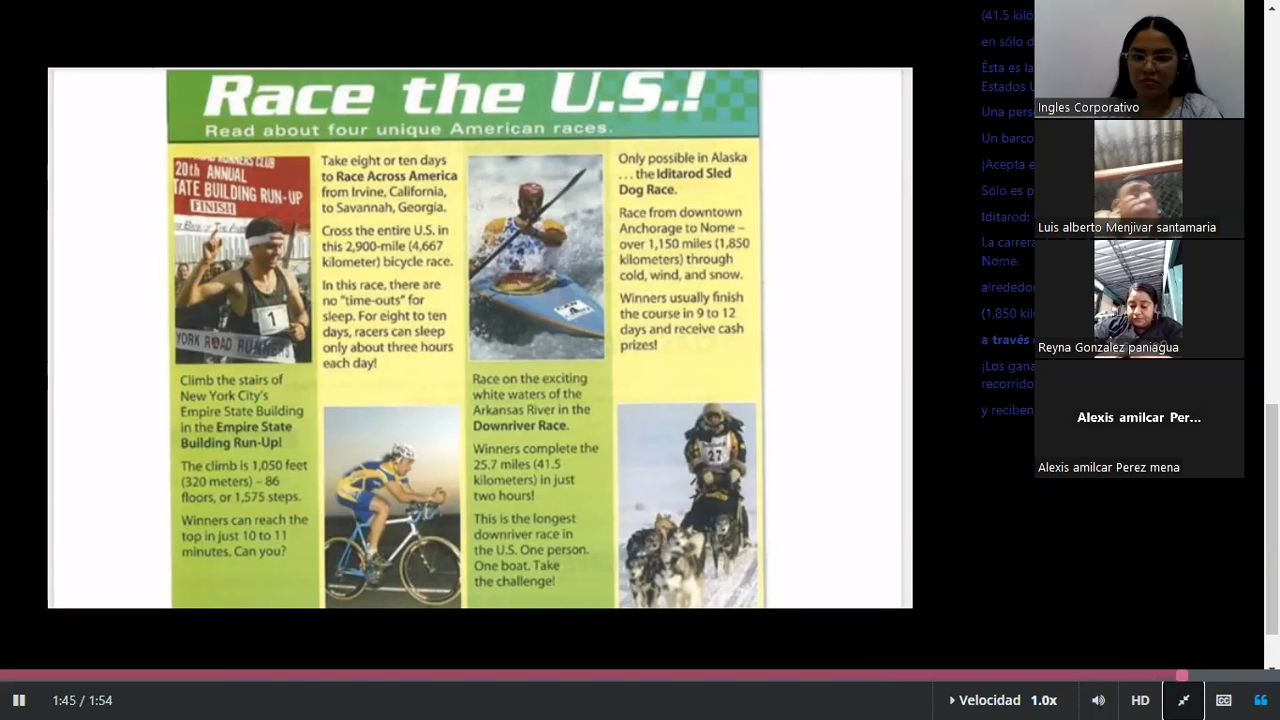 Race the U.S.!
Read about four unique American races.
20th ANNUAL
TATE BUILDING RUN-UP
FINISH
1
YORK ROAD RUNNERS
Climb the stairs of
New York City's
Empire State Building
in the Empire State
Building Run-Up!
The climb is 1,050 feet
(320 meters) – 86
floors, or 1,575 steps.
Winners can reach the
top in just 10 to 11
minutes. Can you?
Take eight or ten days
to Race Across America
from Irvine, California,
to Savannah, Georgia.
Cross the entire U.S. in
this 2,900-mile (4,667
kilometer) bicycle race.
In this race, there are
no "time-outs" for
sleep. For eight to ten
days, racers can sleep
only about three hours
each day!
Race on the exciting
white waters of the
Arkansas River in the
Downriver Race.
Winners complete the
25.7 miles (41.5
kilometers) in just
two hours!
This is the longest
downriver race in
the U.S. One person.
One boat. Take
the challenge!
Only possible in Alaska
. . . the Iditarod Sled
Dog Race.
Race from downtown
Anchorage to Nome –
over 1,150 miles (1,850
kilometers) through
cold, wind, and snow.
Winners usually finish
the course in 9 to 12
days and receive cash
prizes!
27
(41.5 kiló
en sólo d
Ésta es la
Estados U
Una pers
Un barco
¡Acepta e
Sólo es p
Iditarod:
La carrera
Nome.
alrededor
(1,850 kil
a través
¡Los gana
recorrido
y reciben
Ingles Corporativo
Luis alberto Menjivar santamaria
Reyna Gonzalez paniagua
Alexis amilcar Per...
Alexis amilcar Perez mena
1:45 / 1:54
Velocidad 1.0x
HD
CC